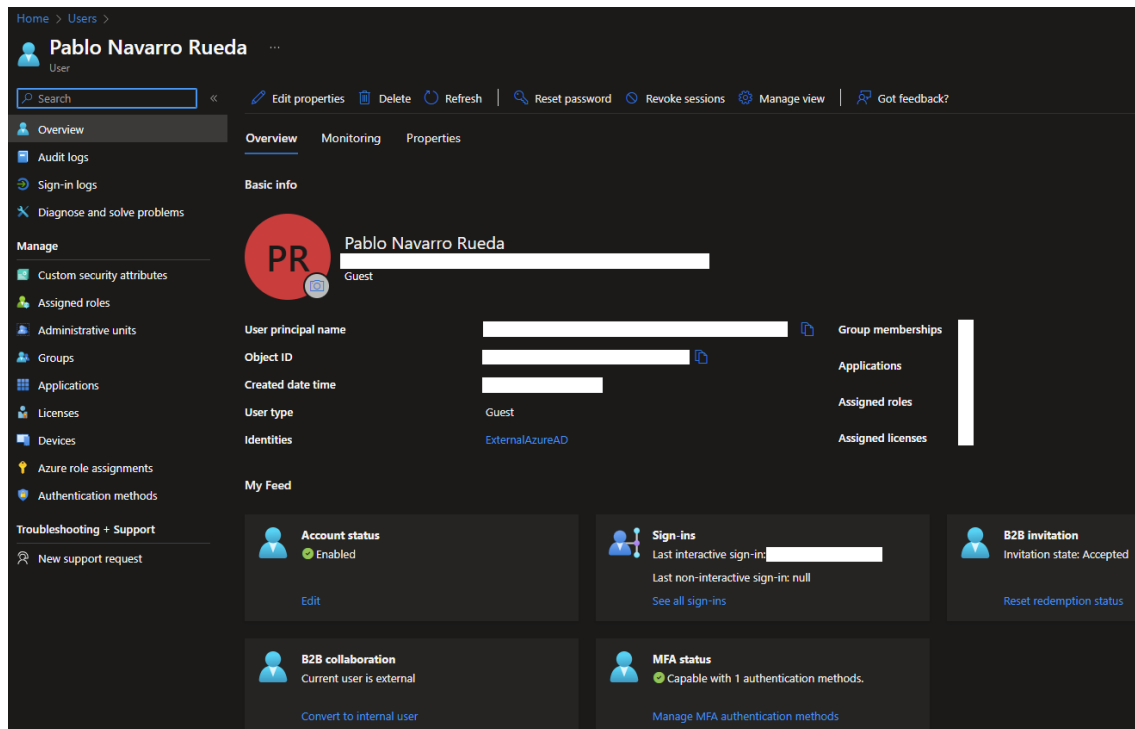 Home > Users >
Pablo Navarro Rueda ...
User
Search «
Edit properties Delete Refresh Reset password Revoke sessions Manage view Got feedback?
Overview
Audit logs
Sign-in logs
Diagnose and solve problems
Manage
Custom security attributes
Assigned roles
Administrative units
Groups
Applications
Licenses
Devices
Azure role assignments
Authentication methods
Troubleshooting + Support
New support request
Overview Monitoring Properties
Basic info
PR
Pablo Navarro Rueda
Guest
User principal name
Object ID
Created date time
User type Guest
Identities ExternalAzureAD
Group memberships
Applications
Assigned roles
Assigned licenses
My Feed
Account status
Enabled
Edit
Sign-ins
Last interactive sign-in:
Last non-interactive sign-in: null
See all sign-ins
B2B invitation
Invitation state: Accepted
Reset redemption status
B2B collaboration
Current user is external
Convert to internal user
MFA status
Capable with 1 authentication methods.
Manage MFA authentication methods